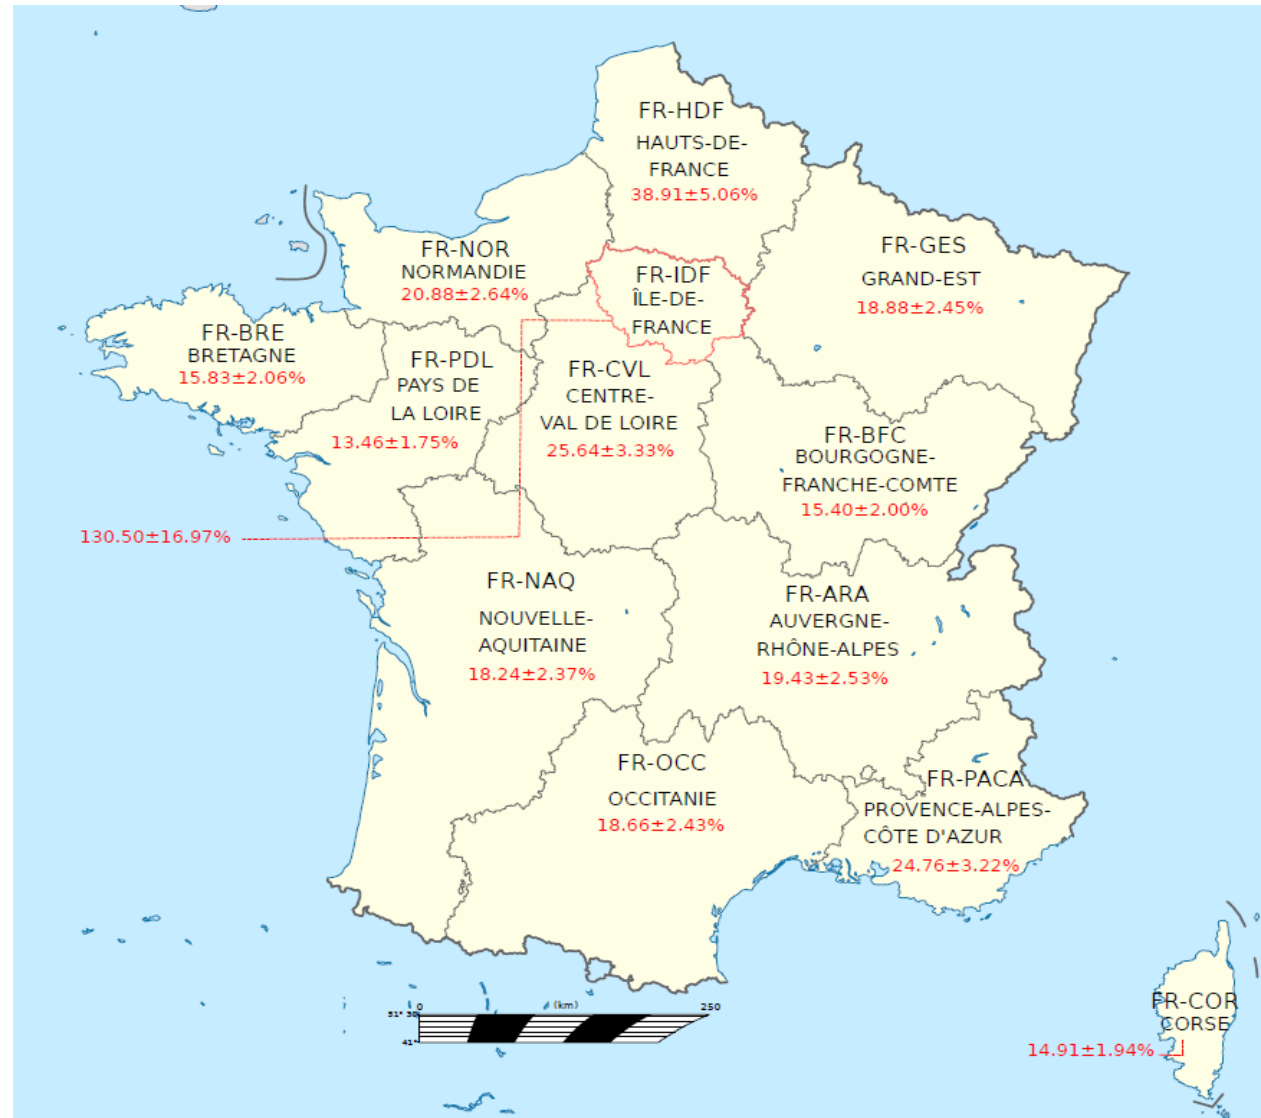 FR-HDF
HAUTS-DE-
FRANCE
38.91±5.06%
FR-NOR
NORMANDIE
20.88±2.64%
FR-IDF
ÎLE-DE-
FRANCE
FR-GES
GRAND-EST
18.88±2.45%
FR-BRE
BRETAGNE
15.83±2.06%
FR-PDL
PAYS DE
LA LOIRE
13.46±1.75%
FR-CVL
CENTRE-
VAL DE LOIRE
25.64±3.33%
FR-BFC
BOURGOGNE-
FRANCHE-COMTE
15.40±2.00%
130.50±16.97%
FR-NAQ
NOUVELLE-
AQUITAINE
18.24±2.37%
FR-ARA
AUVERGNE-
RHÔNE-ALPES
19.43±2.53%
FR-OCC
OCCITANIE
18.66±2.43%
FR-PACA
PROVENCE-ALPES-
CÔTE D'AZUR
24.76±3.22%
FR-COR
CORSE
14.91±1.94%
0 (km) 250
51° 30'
41°